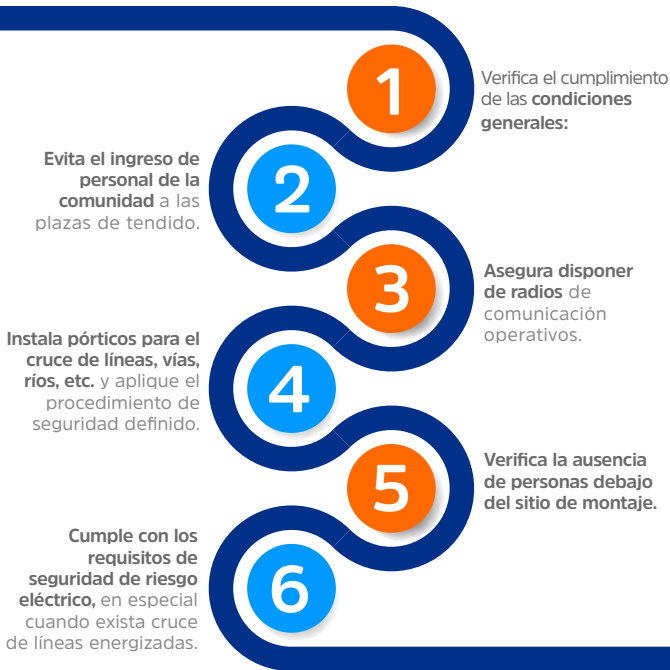 1
Verifica el cumplimiento
de las condiciones
generales:
2
Evita el ingreso de
personal de la
comunidad a las
plazas de tendido.
3
Asegura disponer
de radios de
comunicación
operativos.
4
Instala pórticos para el
cruce de líneas, vías,
ríos, etc. y aplique el
procedimiento de
seguridad definido.
5
Verifica la ausencia
de personas debajo
del sitio de montaje.
6
Cumple con los
requisitos de
seguridad de riesgo
eléctrico, en especial
cuando exista cruce
de líneas energizadas.